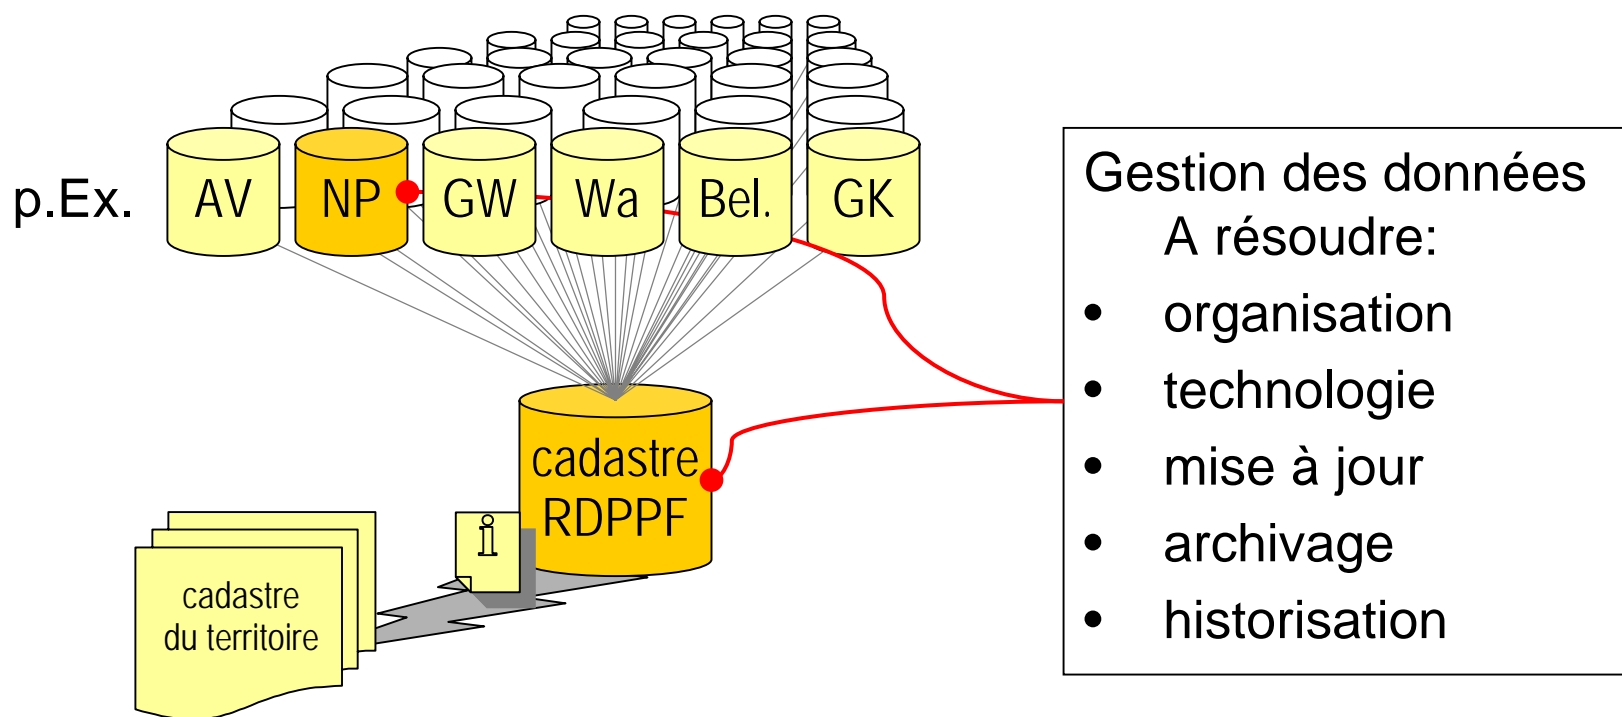 p.Ex.
AV
NP
GW
Wa
Bel.
GK
Gestion des données
A résoudre:
• organisation
• technologie
• mise à jour
• archivage
• historisation
cadastre
RDPPF
i
cadastre
du territoire